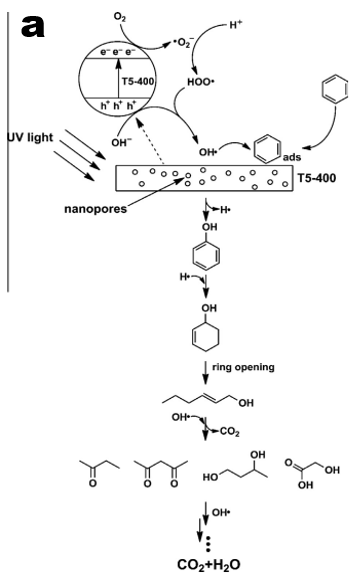 a
O₂
•O₂⁻
H⁺
e⁻ e⁻ e⁻
T5-400
HOO•
h⁺ h⁺ h⁺
UV light
OH⁻
OH•
ads
T5-400
nanopores
H•
OH
H•
OH
ring opening
OH
OH•
CO₂
O
O O
HO
OH
O
OH
OH
OH•
CO₂+H₂O